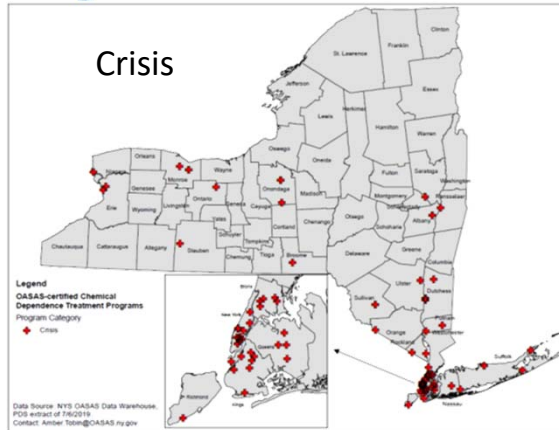 Crisis
Clinton
Franklin
St. Lawrence
Jefferson
Essex
Lewis
Herkimer
Hamilton
Warren
Oswego
Oneida
Washington
Saratoga
Fulton
Orleans
Niagara
Monroe
Wayne
Onondaga
Madison
Montgomery
Schenectady
Rensselaer
Albany
Genesee
Ontario
Seneca
Cayuga
Erie
Wyoming
Livingston
Yates
Cortland
Chenango
Otsego
Schoharie
Schuyler
Tompkins
Chautauqua
Cattaraugus
Allegany
Steuben
Chemung
Tioga
Broome
Delaware
Greene
Columbia
Ulster
Dutchess
Sullivan
Orange
Putnam
Rockland
Westchester
Suffolk
Nassau
Bronx
New York
Queens
Kings
Richmond
Legend
OASAS-certified Chemical
Dependence Treatment Programs
Program Category
Crisis
Data Source: NYS OASAS Data Warehouse,
PDS extract of 7/6/2019
Contact: Amber.Tobin@OASAS.ny.gov